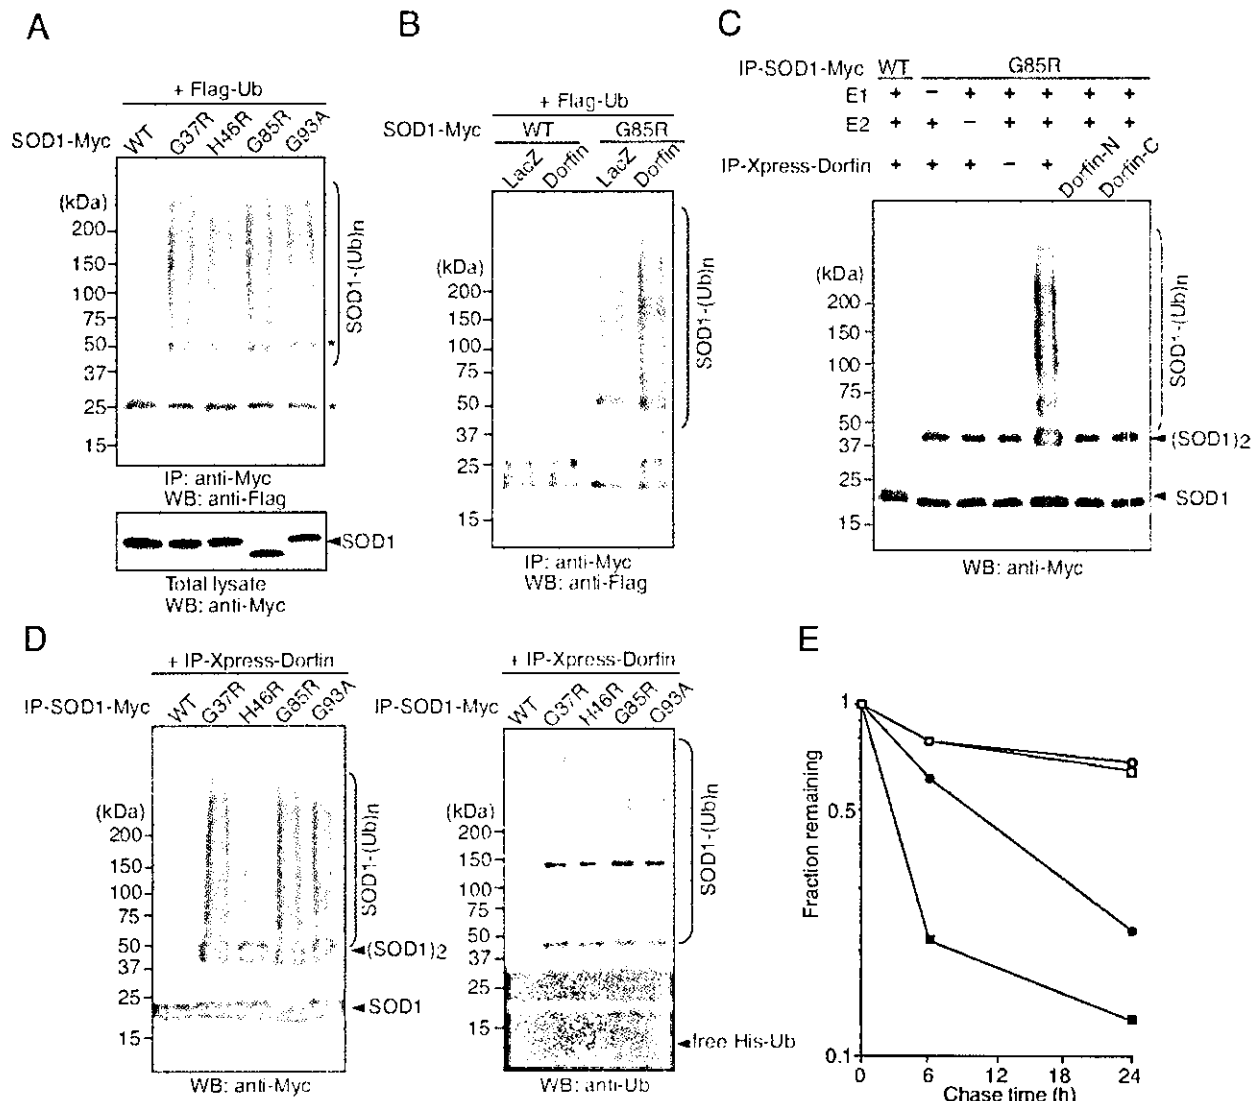 A
+ Flag-Ub
SOD1-Myc WT G37R H46R G85R G93A
(kDa)
200
150
100
75
50 *
37
25 *
15
SOD1-(Ub)n
IP: anti-Myc
WB: anti-Flag
SOD1
Total lysate
WB: anti-Myc
B
+ Flag-Ub
SOD1-Myc WT G85R
LacZ Dorfin LacZ Dorfin
(kDa)
200
150
100
75
50
37
25
15
SOD1-(Ub)n
IP: anti-Myc
WB: anti-Flag
C
IP-SOD1-Myc WT G85R
E1 + − + + + + +
E2 + + − + + + +
IP-Xpress-Dorfin + + + − + Dorfin-N Dorfin-C
(kDa)
200
150
100
75
50
37
25
15
SOD1-(Ub)n
(SOD1)2
SOD1
WB: anti-Myc
D
+ IP-Xpress-Dorfin
IP-SOD1-Myc WT G37R H46R G85R G93A
(kDa)
200
150
100
75
50
37
25
15
SOD1-(Ub)n
(SOD1)2
SOD1
WB: anti-Myc
+ IP-Xpress-Dorfin
IP-SOD1-Myc WT G37R H46R G85R G93A
(kDa)
200
150
100
75
50
37
25
15
SOD1-(Ub)n
free His-Ub
WB: anti-Ub
E
Fraction remaining
1
0.5
0.1
0 6 12 18 24
Chase time (h)